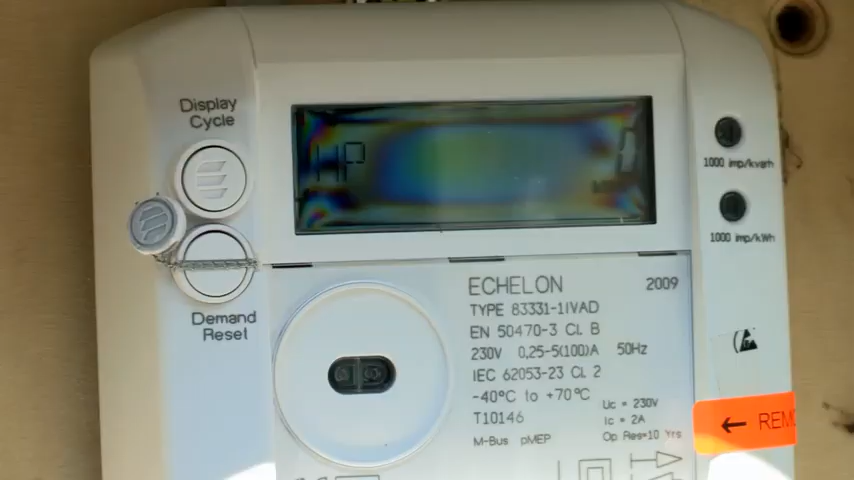 Display
Cycle
HP
1000 imp/kvarh
1000 imp/kWh
Demand
Reset
ECHELON 2009
TYPE 83331-1IVAD
EN 50470-3 CL B
230V 0,25-5(100)A 50Hz
IEC 62053-23 CL 2
-40°C to +70°C
Uc = 230V
T10146 Ic = 2A
M-Bus pMEP Op Res=10 Yrs
← REM